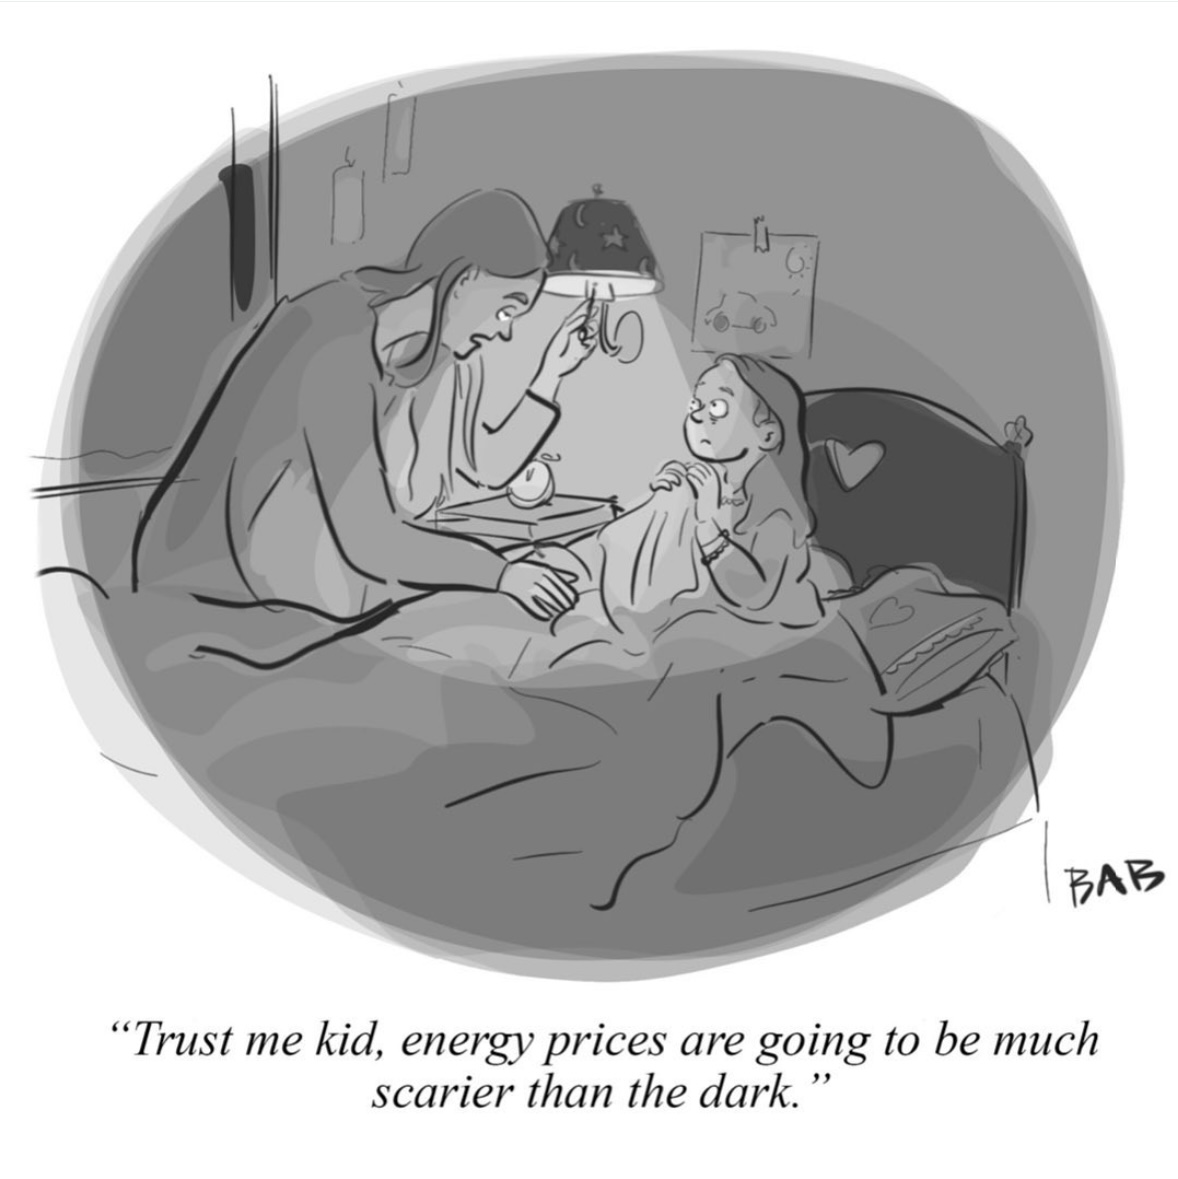 BAB
“Trust me kid, energy prices are going to be much
scarier than the dark.”